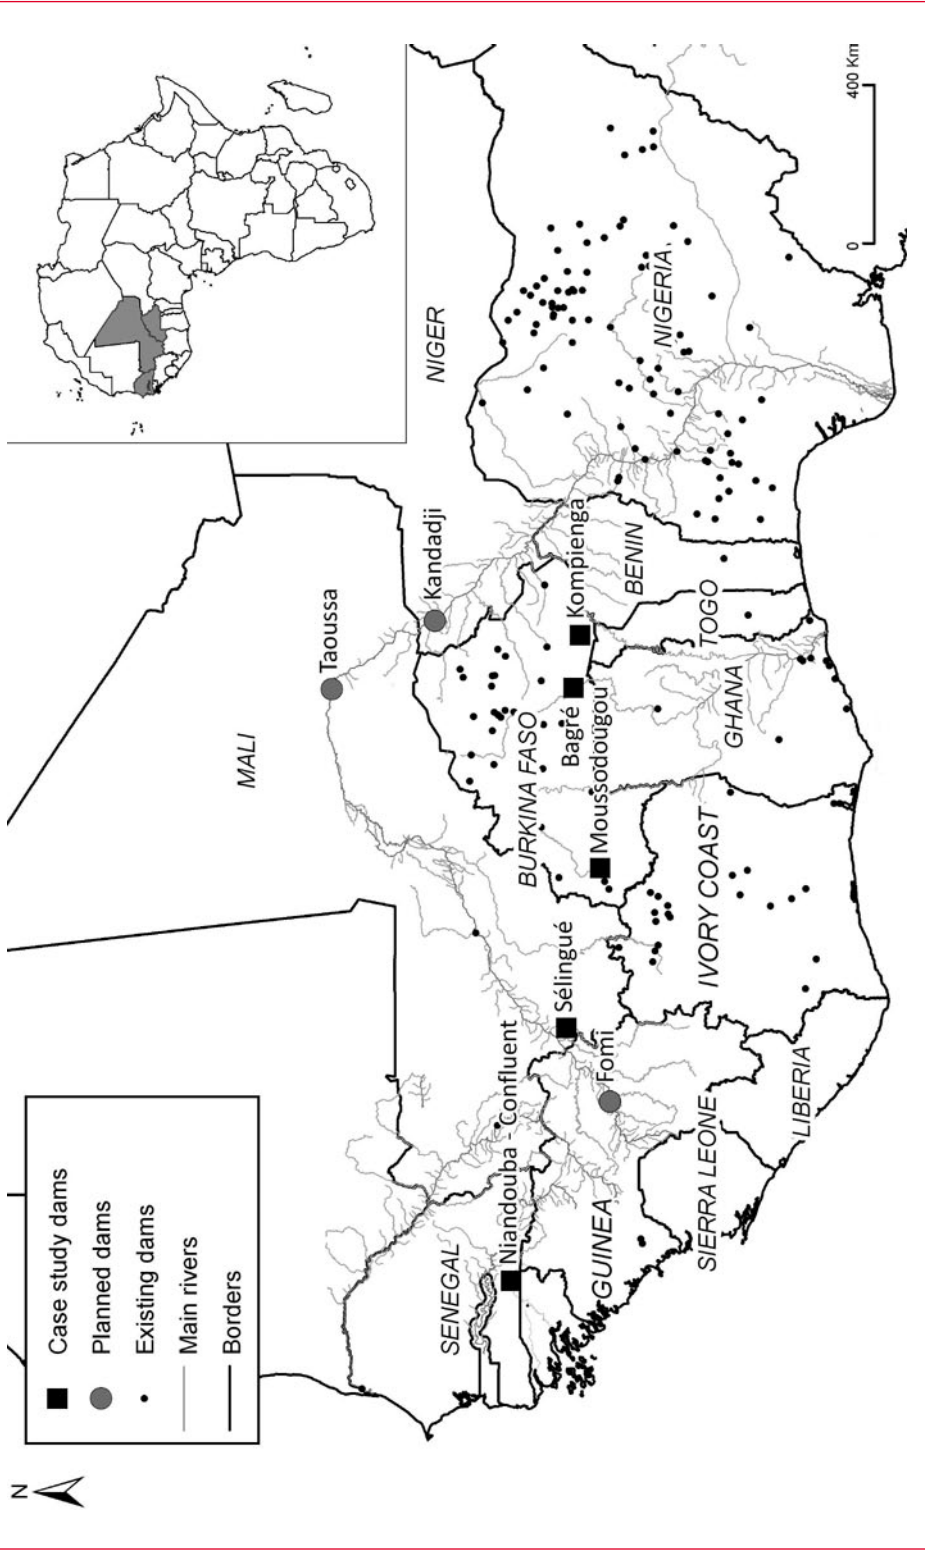 N
Case study dams
Planned dams
Existing dams
Main rivers
Borders
MALI
Taoussa
NIGER
Kandadji
SENEGAL
Niandouba - Confluent
BURKINA FASO
Sélingué
Bagré
Kompienga
Moussodougou
Fomi
GUINEA
BENIN
NIGERIA
SIERRA LEONE
IVORY COAST
GHANA
TOGO
LIBERIA
0
400 Km